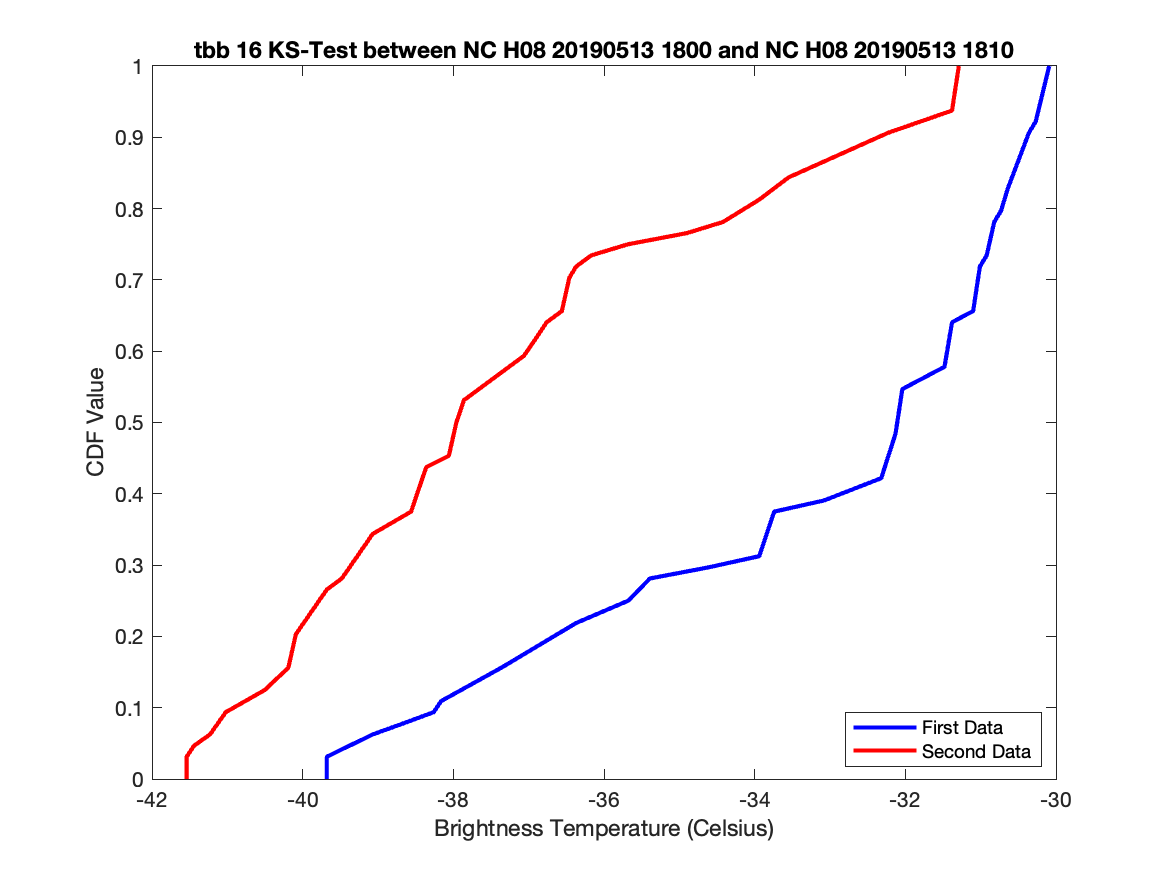 tbb 16 KS-Test between NC H08 20190513 1800 and NC H08 20190513 1810
1
0.9
0.8
0.7
0.6
0.5
0.4
0.3
0.2
0.1
0
CDF Value
-42 -40 -38 -36 -34 -32 -30
Brightness Temperature (Celsius)
First Data
Second Data